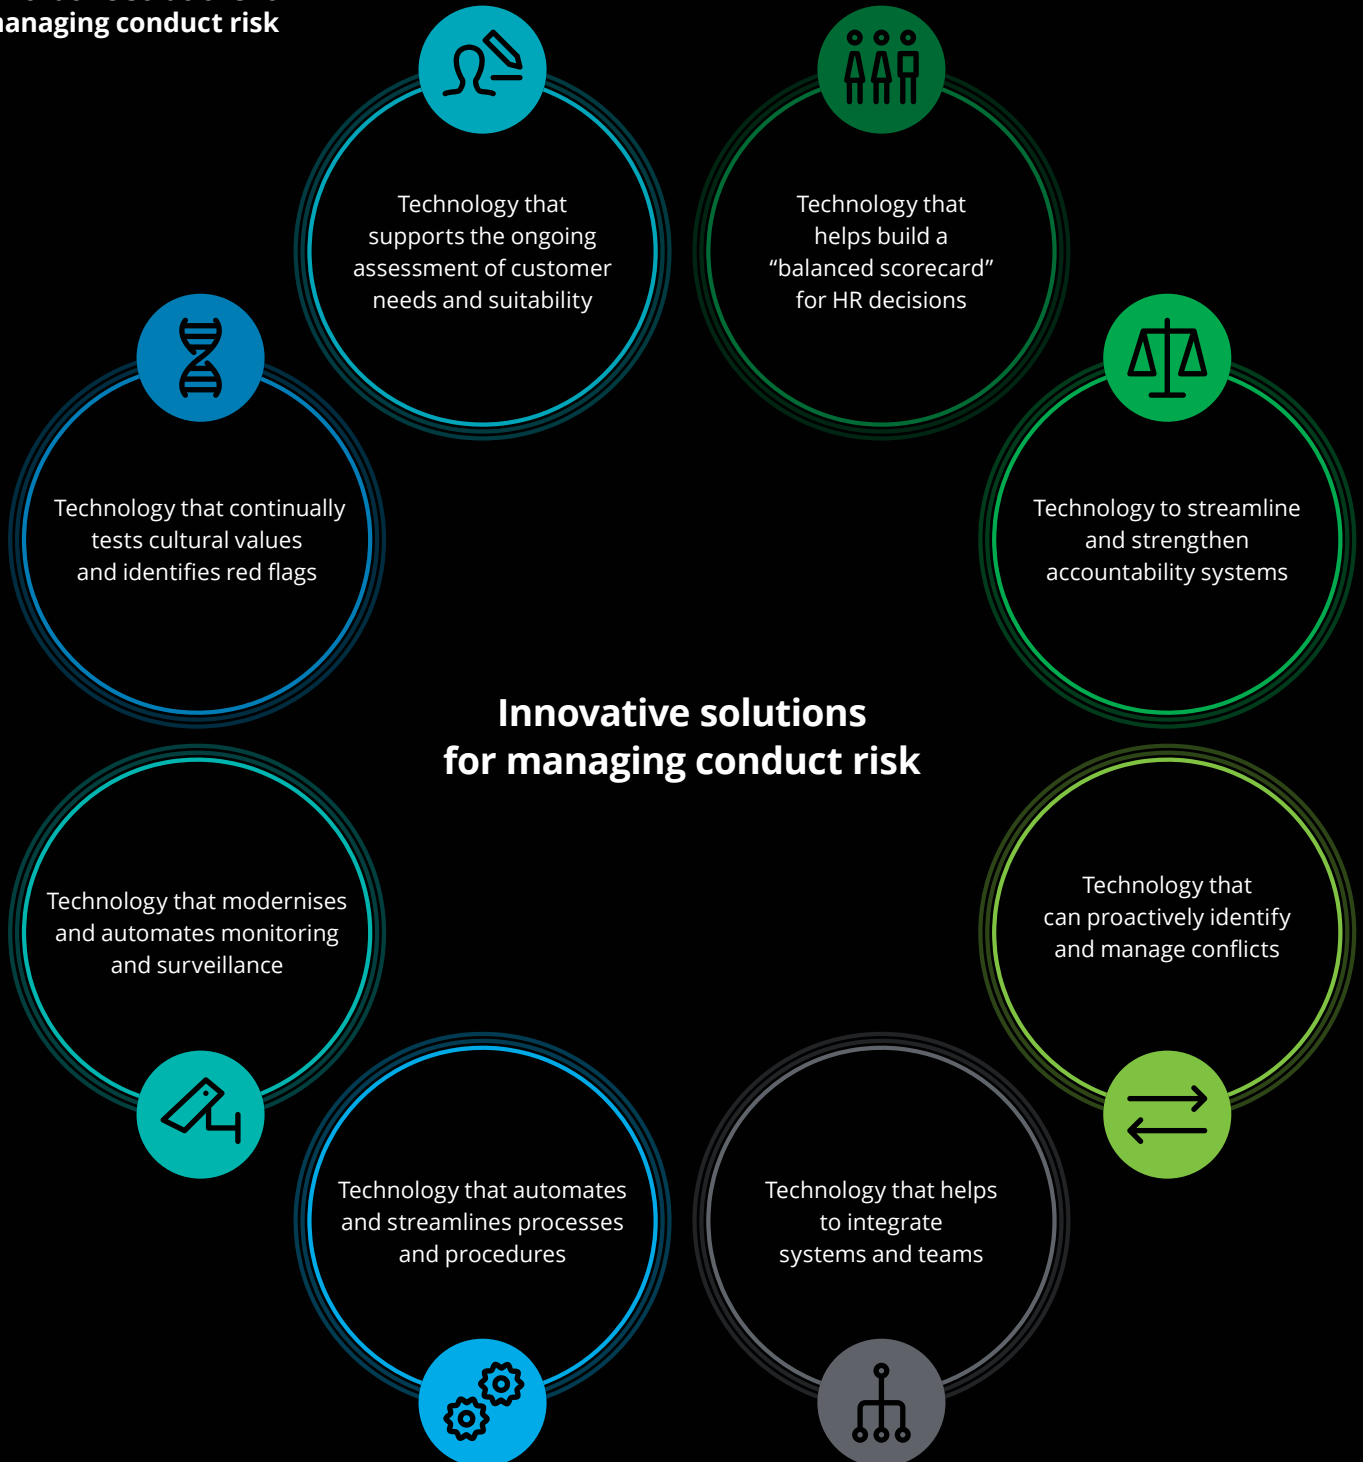 managing conduct risk
Technology that
supports the ongoing
assessment of customer
needs and suitability
Technology that
helps build a
“balanced scorecard”
for HR decisions
Technology that continually
tests cultural values
and identifies red flags
Technology to streamline
and strengthen
accountability systems
Innovative solutions
for managing conduct risk
Technology that modernises
and automates monitoring
and surveillance
Technology that
can proactively identify
and manage conflicts
Technology that automates
and streamlines processes
and procedures
Technology that helps
to integrate
systems and teams